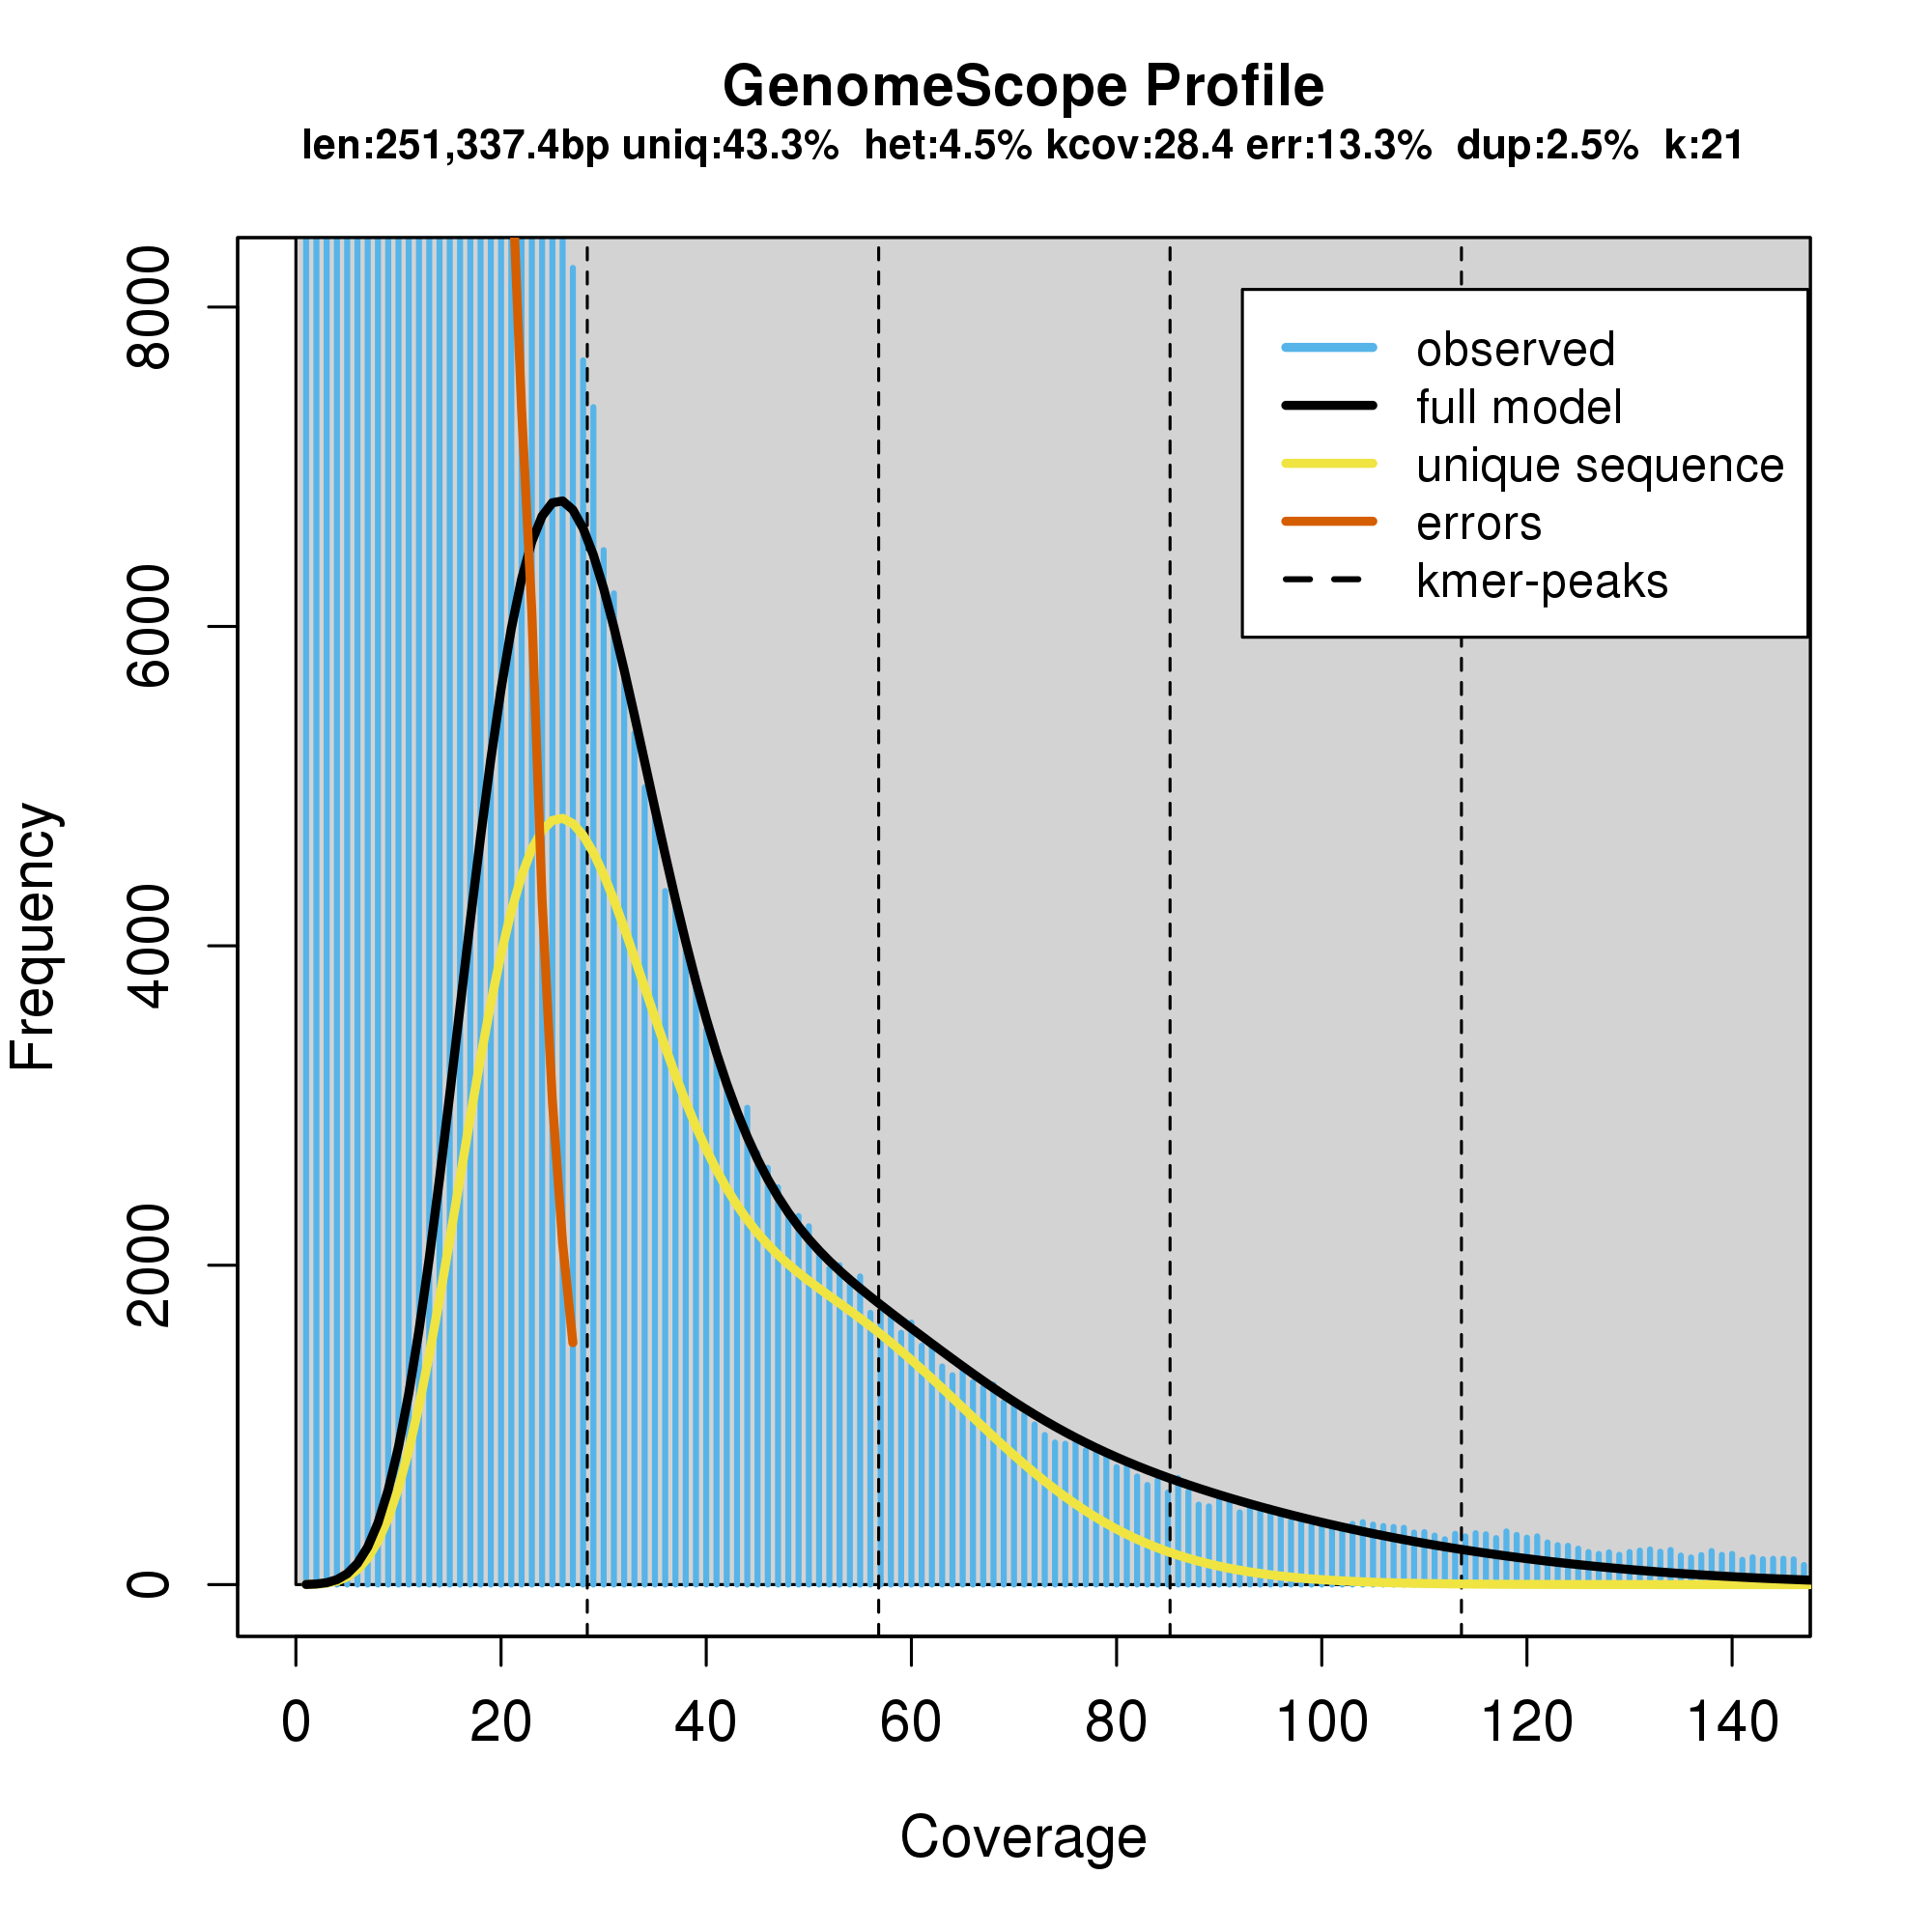 GenomeScope Profile
len:251,337.4bp uniq:43.3% het:4.5% kcov:28.4 err:13.3% dup:2.5% k:21
observed
full model
unique sequence
errors
kmer-peaks
Frequency
8000
6000
4000
2000
0
0 20 40 60 80 100 120 140
Coverage